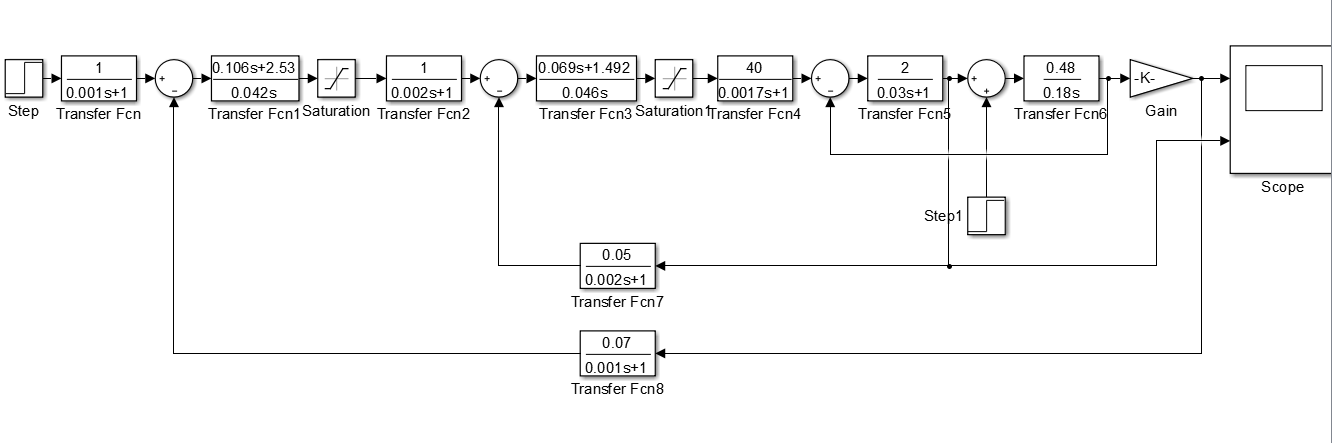 Step
1
0.001s+1
Transfer Fcn
+
−
0.106s+2.53
0.042s
Transfer Fcn1
Saturation
1
0.002s+1
Transfer Fcn2
+
−
0.069s+1.492
0.046s
Transfer Fcn3
Saturation1
40
0.0017s+1
Transfer Fcn4
+
−
2
0.03s+1
Transfer Fcn5
+
+
0.48
0.18s
Transfer Fcn6
-K-
Gain
Scope
Step1
0.05
0.002s+1
Transfer Fcn7
0.07
0.001s+1
Transfer Fcn8